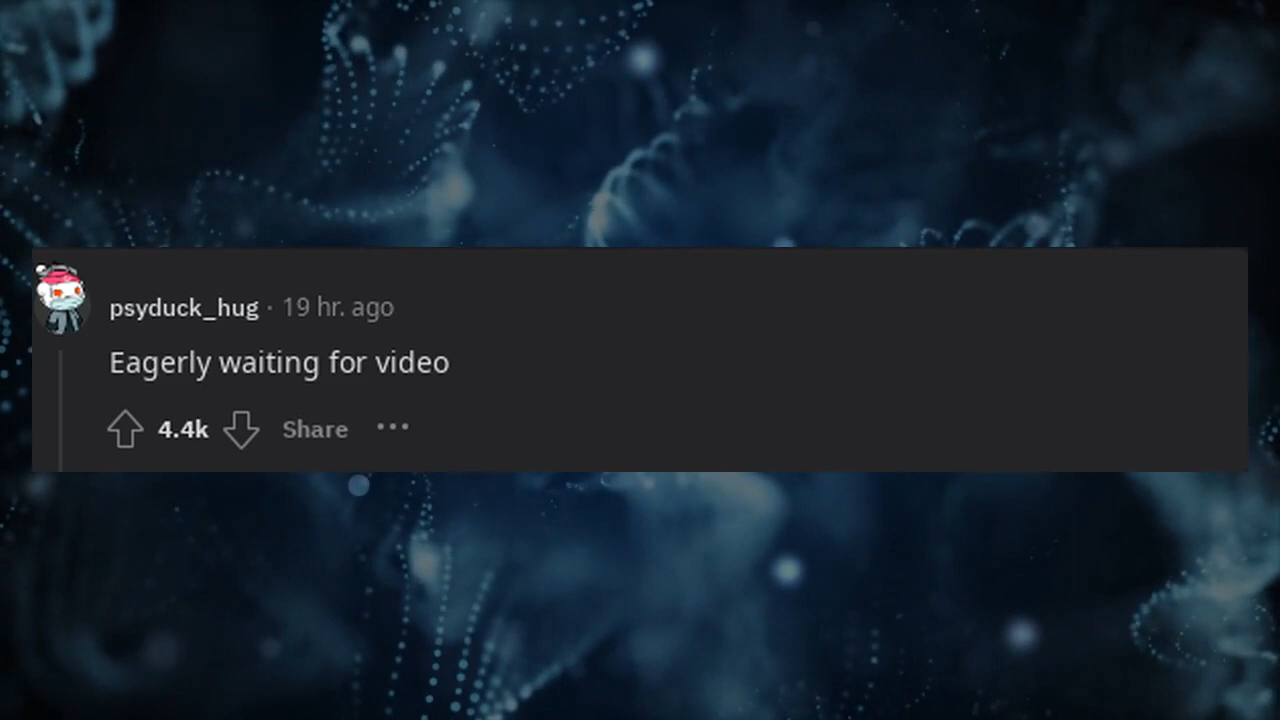 psyduck_hug · 19 hr. ago
Eagerly waiting for video
4.4k Share ···